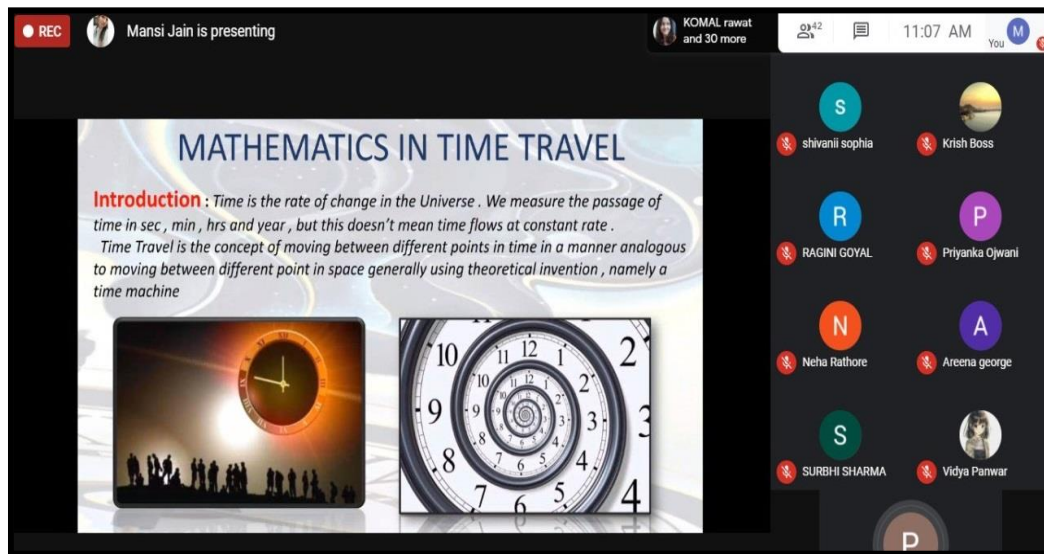 REC
Mansi Jain is presenting
KOMAL rawat
and 30 more
42
11:07 AM
You
M
MATHEMATICS IN TIME TRAVEL
Introduction : Time is the rate of change in the Universe . We measure the passage of
time in sec , min , hrs and year , but this doesn't mean time flows at constant rate .
Time Travel is the concept of moving between different points in time in a manner analogous
to moving between different point in space generally using theoretical invention , namely a
time machine
S
shivanii sophia
Krish Boss
R
RAGINI GOYAL
P
Priyanka Ojwani
N
Neha Rathore
A
Areena george
S
SURBHI SHARMA
Vidya Panwar
P